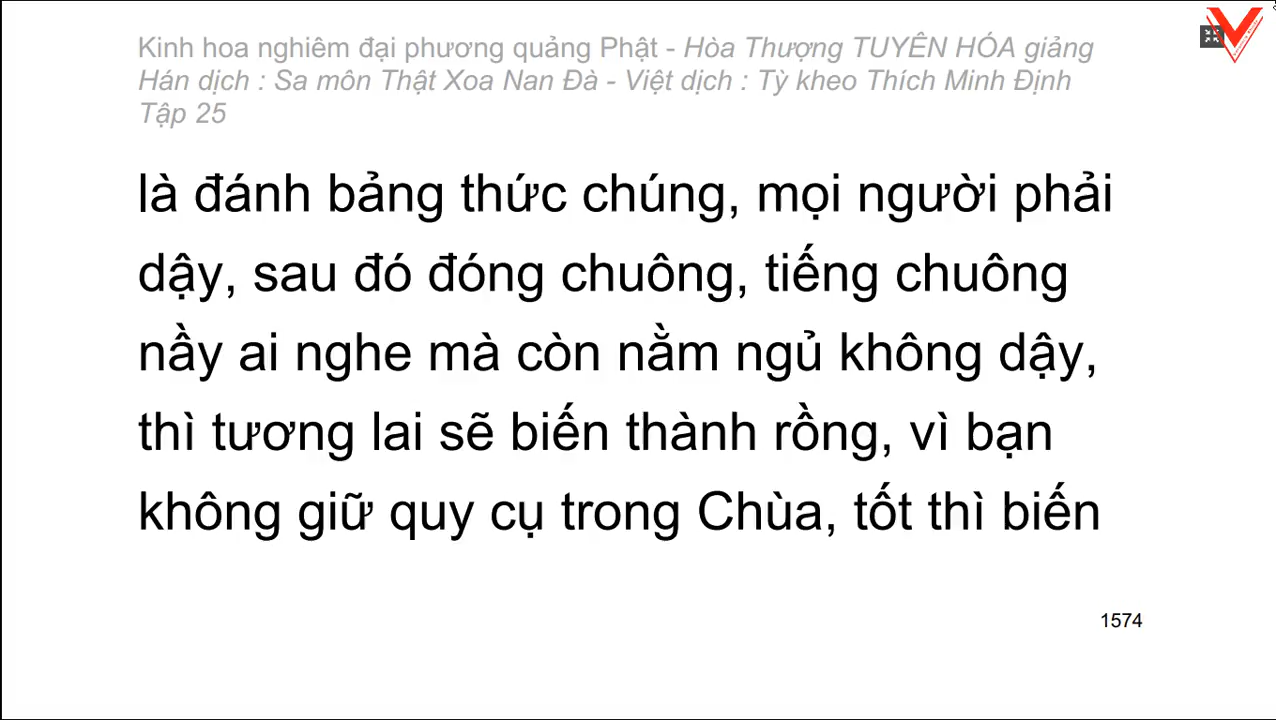 Kinh hoa nghiêm đại phương quảng Phật - Hòa Thượng TUYÊN HÓA giảng
Hán dịch : Sa môn Thật Xoa Nan Đà - Việt dịch : Tỳ kheo Thích Minh Định
Tập 25
là đánh bảng thức chúng, mọi người phải
dậy, sau đó đóng chuông, tiếng chuông
nầy ai nghe mà còn nằm ngủ không dậy,
thì tương lai sẽ biến thành rồng, vì bạn
không giữ quy cụ trong Chùa, tốt thì biến
1574